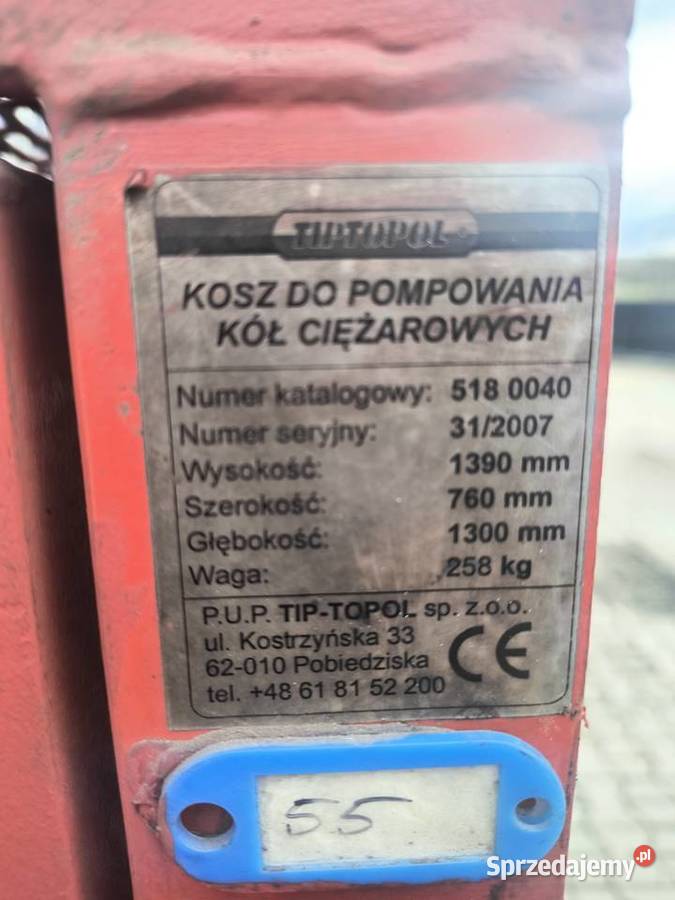 TIPTOPOL
KOSZ DO POMPOWANIA
KÓŁ CIĘŻAROWYCH
Numer katalogowy: 518 0040
Numer seryjny: 31/2007
Wysokość: 1390 mm
Szerokość: 760 mm
Głębokość: 1300 mm
Waga: 258 kg
P.U.P. TIP-TOPOL sp. z.o.o.
ul. Kostrzyńska 33
62-010 Pobiedziska
tel. +48 61 81 52 200
CE
55
Sprzedajemy.pl